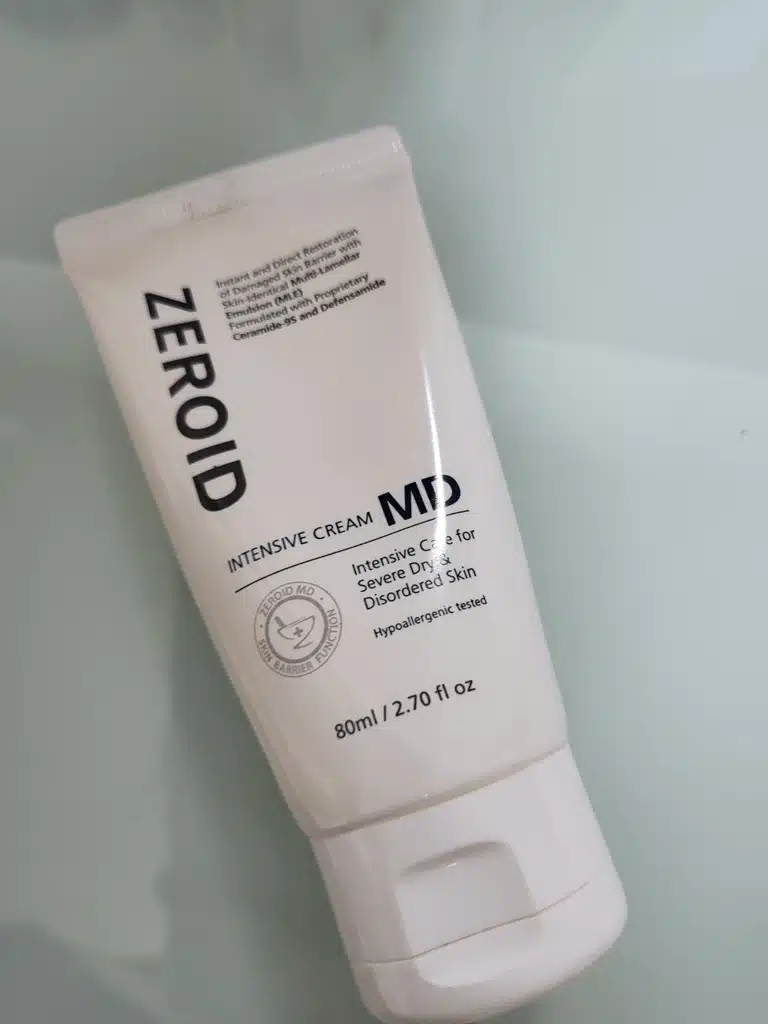 Instant and Direct Restoration
of Damaged Skin Barrier with
Skin-Identical Multi-Lamellar
Emulsion (MLE)
Formulated with Proprietary
Ceramide-9S and Defensamide
ZEROID
INTENSIVE CREAM MD
Intensive Care for
Severe Dry &
Disordered Skin
Hypoallergenic tested
ZEROID MD
SKIN BARRIER FUNCTION
80ml / 2.70 fl oz